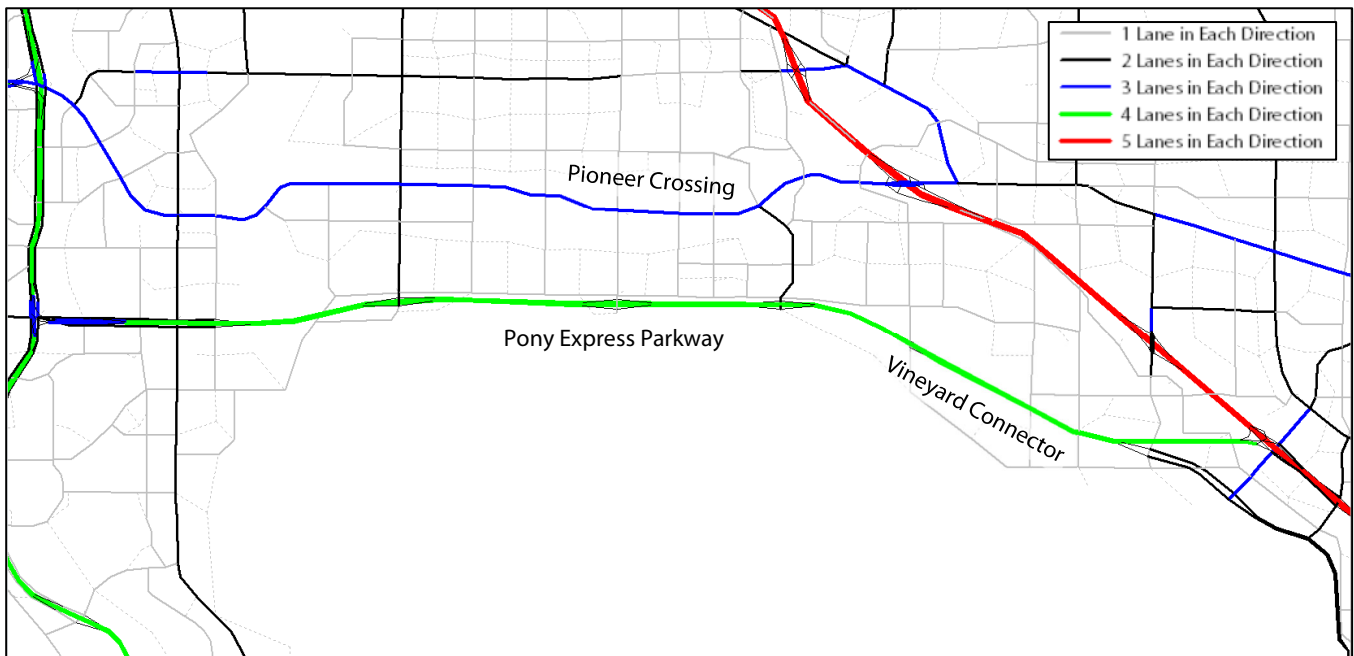 1 Lane in Each Direction
2 Lanes in Each Direction
3 Lanes in Each Direction
4 Lanes in Each Direction
5 Lanes in Each Direction
Pioneer Crossing
Pony Express Parkway
Vineyard Connector